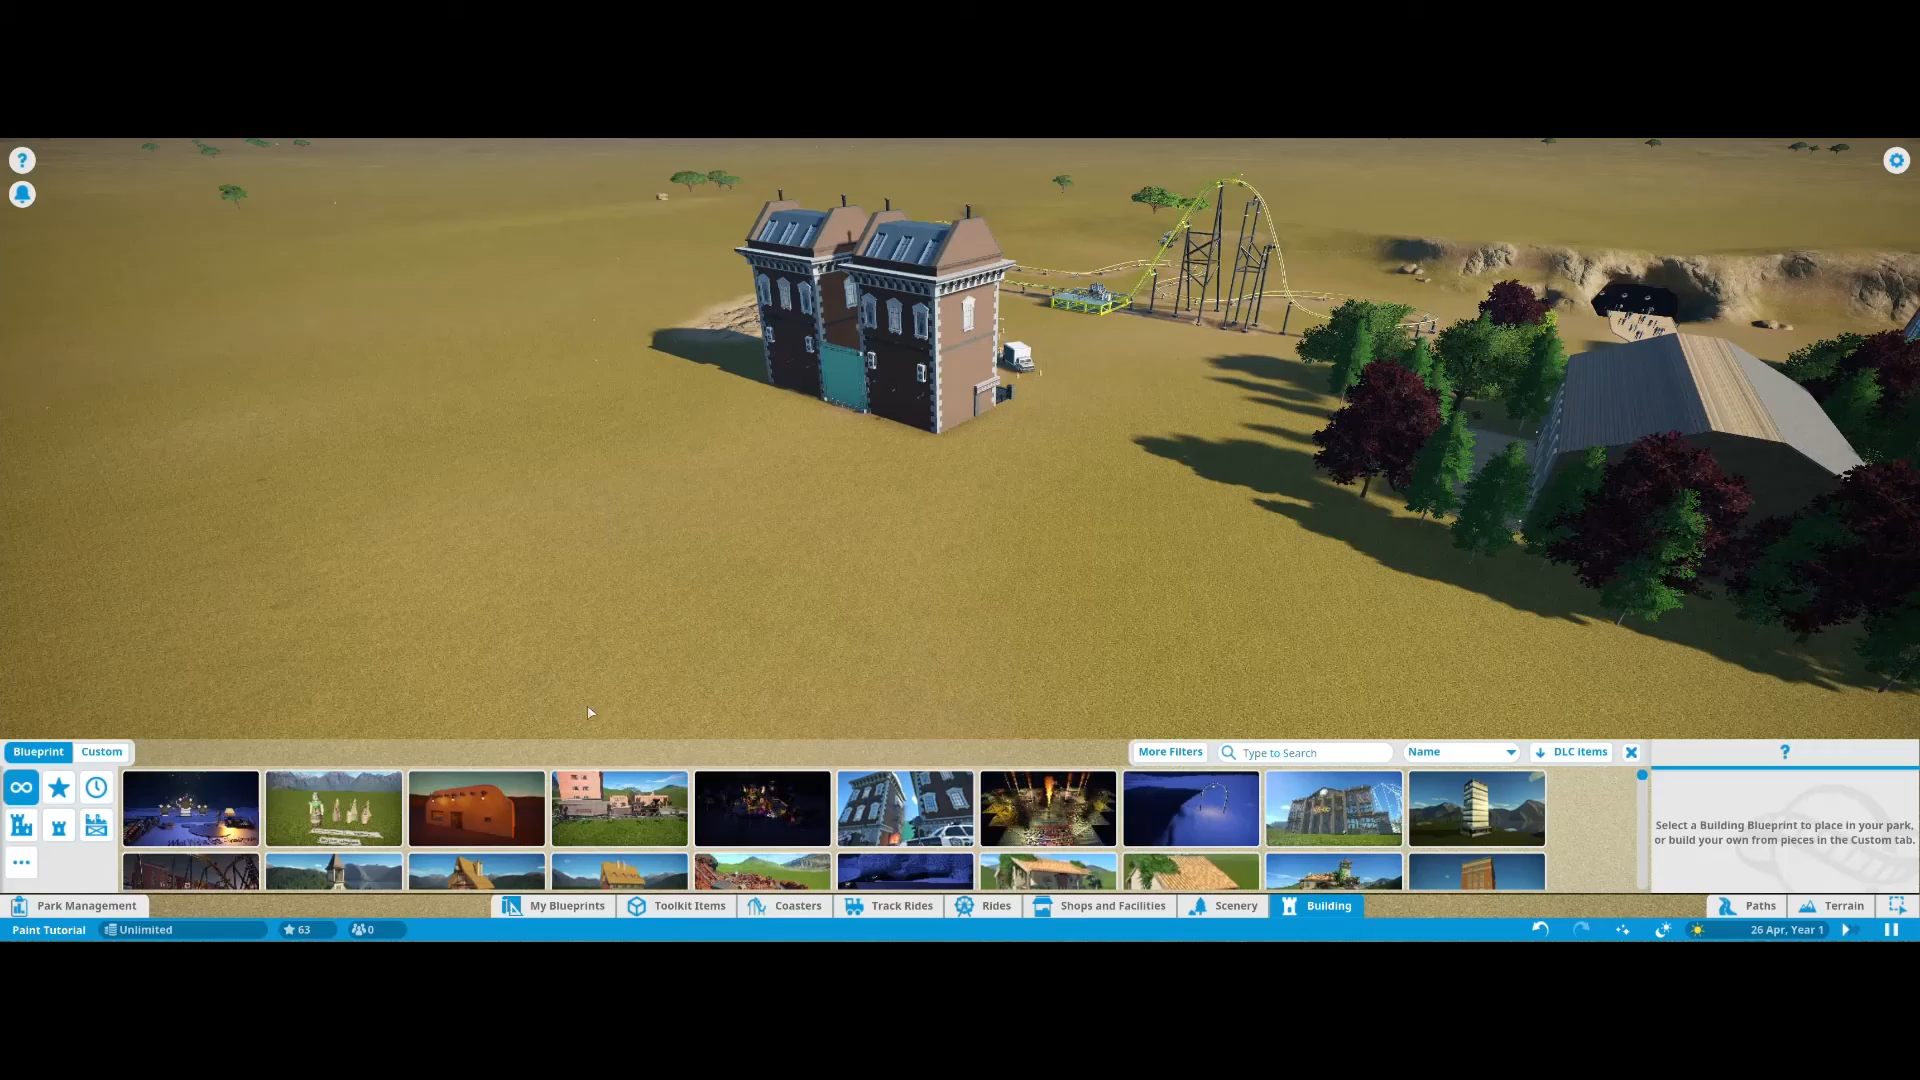 Blueprint
Custom
More Filters
Type to Search
Name
DLC items
Select a Building Blueprint to place in your park,
or build your own from pieces in the Custom tab.
Park Management
My Blueprints
Toolkit Items
Coasters
Track Rides
Rides
Shops and Facilities
Scenery
Building
Paths
Terrain
Paint Tutorial
Unlimited
63
0
26 Apr, Year 1